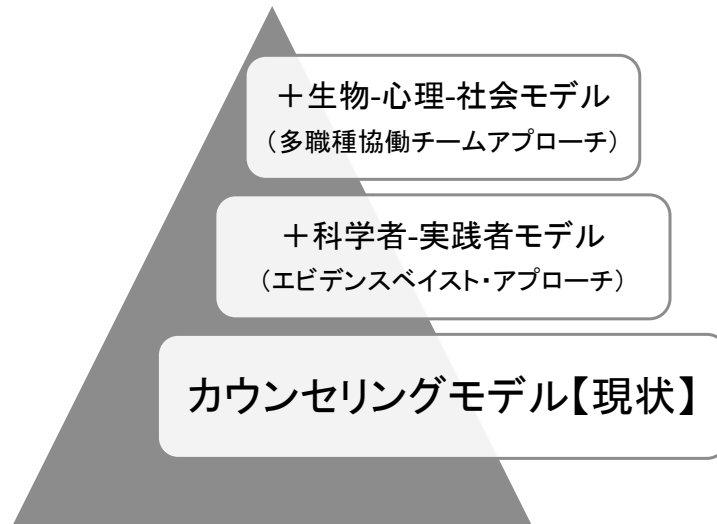 ＋生物-心理-社会モデル
（多職種協働チームアプローチ）
＋科学者-実践者モデル
（エビデンスベイスト・アプローチ）
カウンセリングモデル【現状】